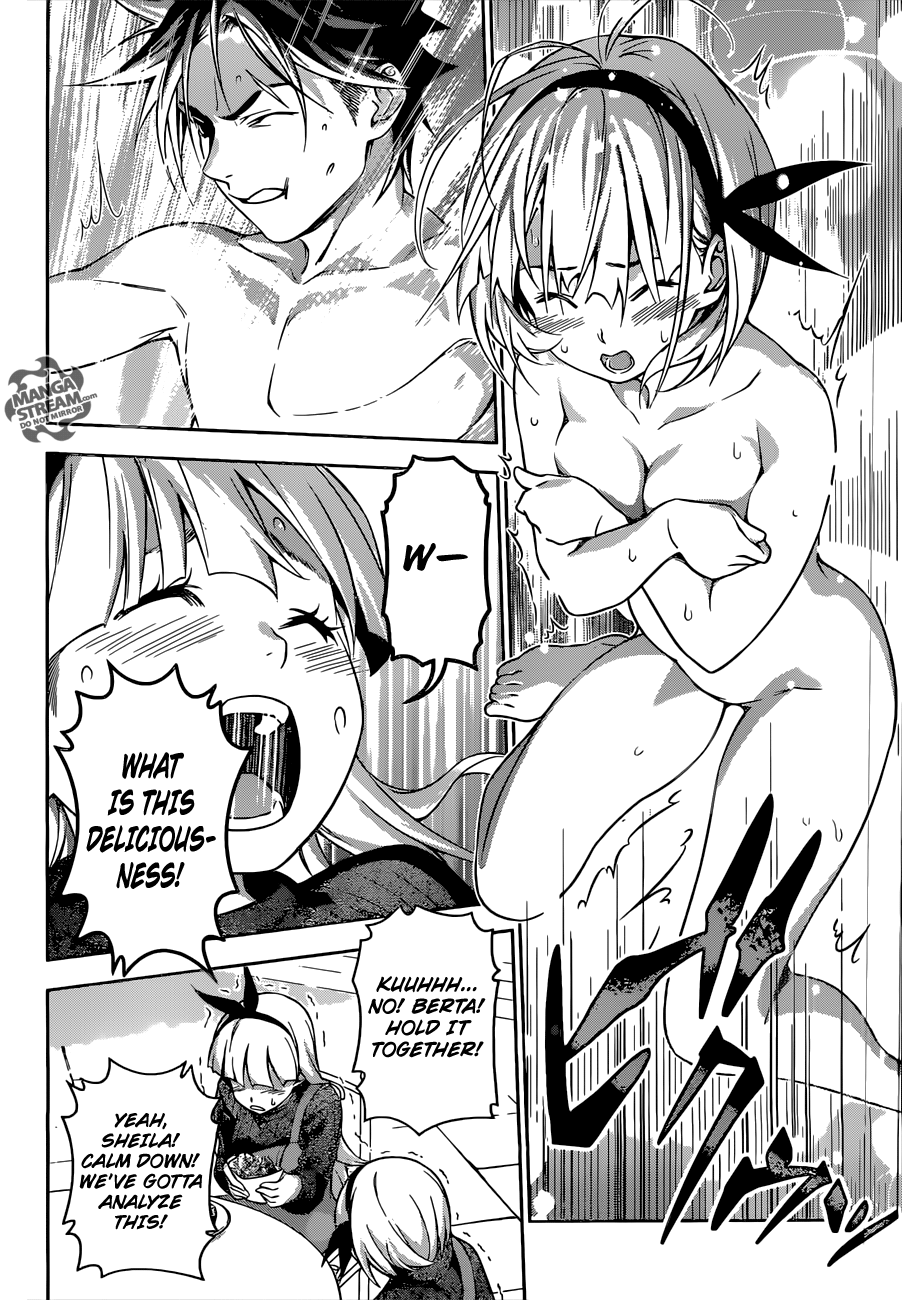 W-
WHAT
IS THIS
DELICIOUS-
NESS!
KUUHHH...
NO! BERTA!
HOLD IT
TOGETHER!
YEAH,
SHEILA!
CALM DOWN!
WE'VE GOTTA
ANALYZE
THIS!
MANGA
STREAM.com
DO NOT MIRROR